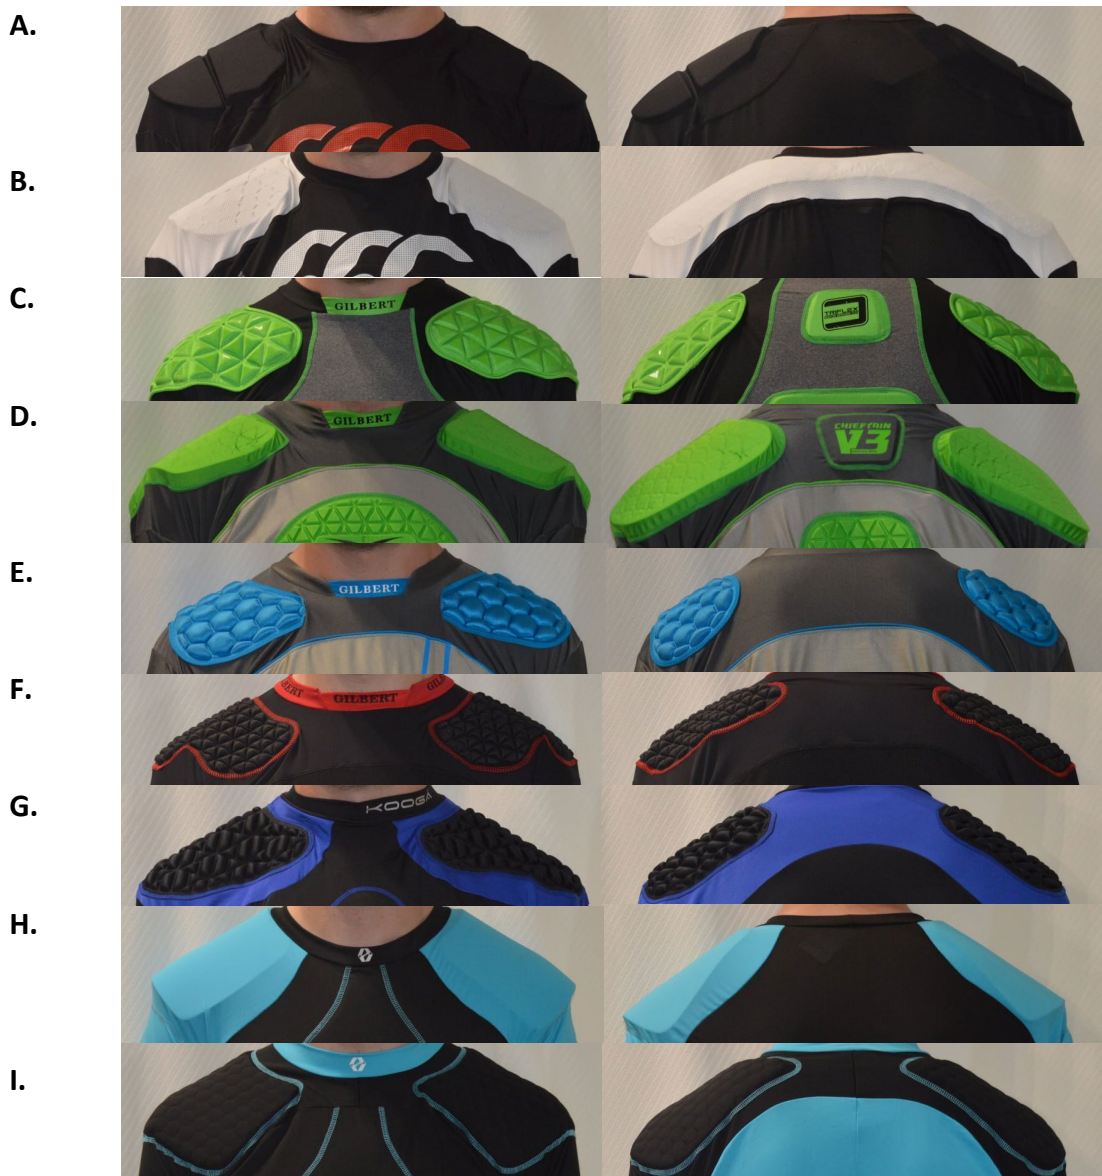 A.
B.
C.
GILBERT
TRIFLEX
D.
GILBERT
CHIEFTAIN
V3
E.
GILBERT
F.
GILBERT
KOOGA
G.
H.
I.